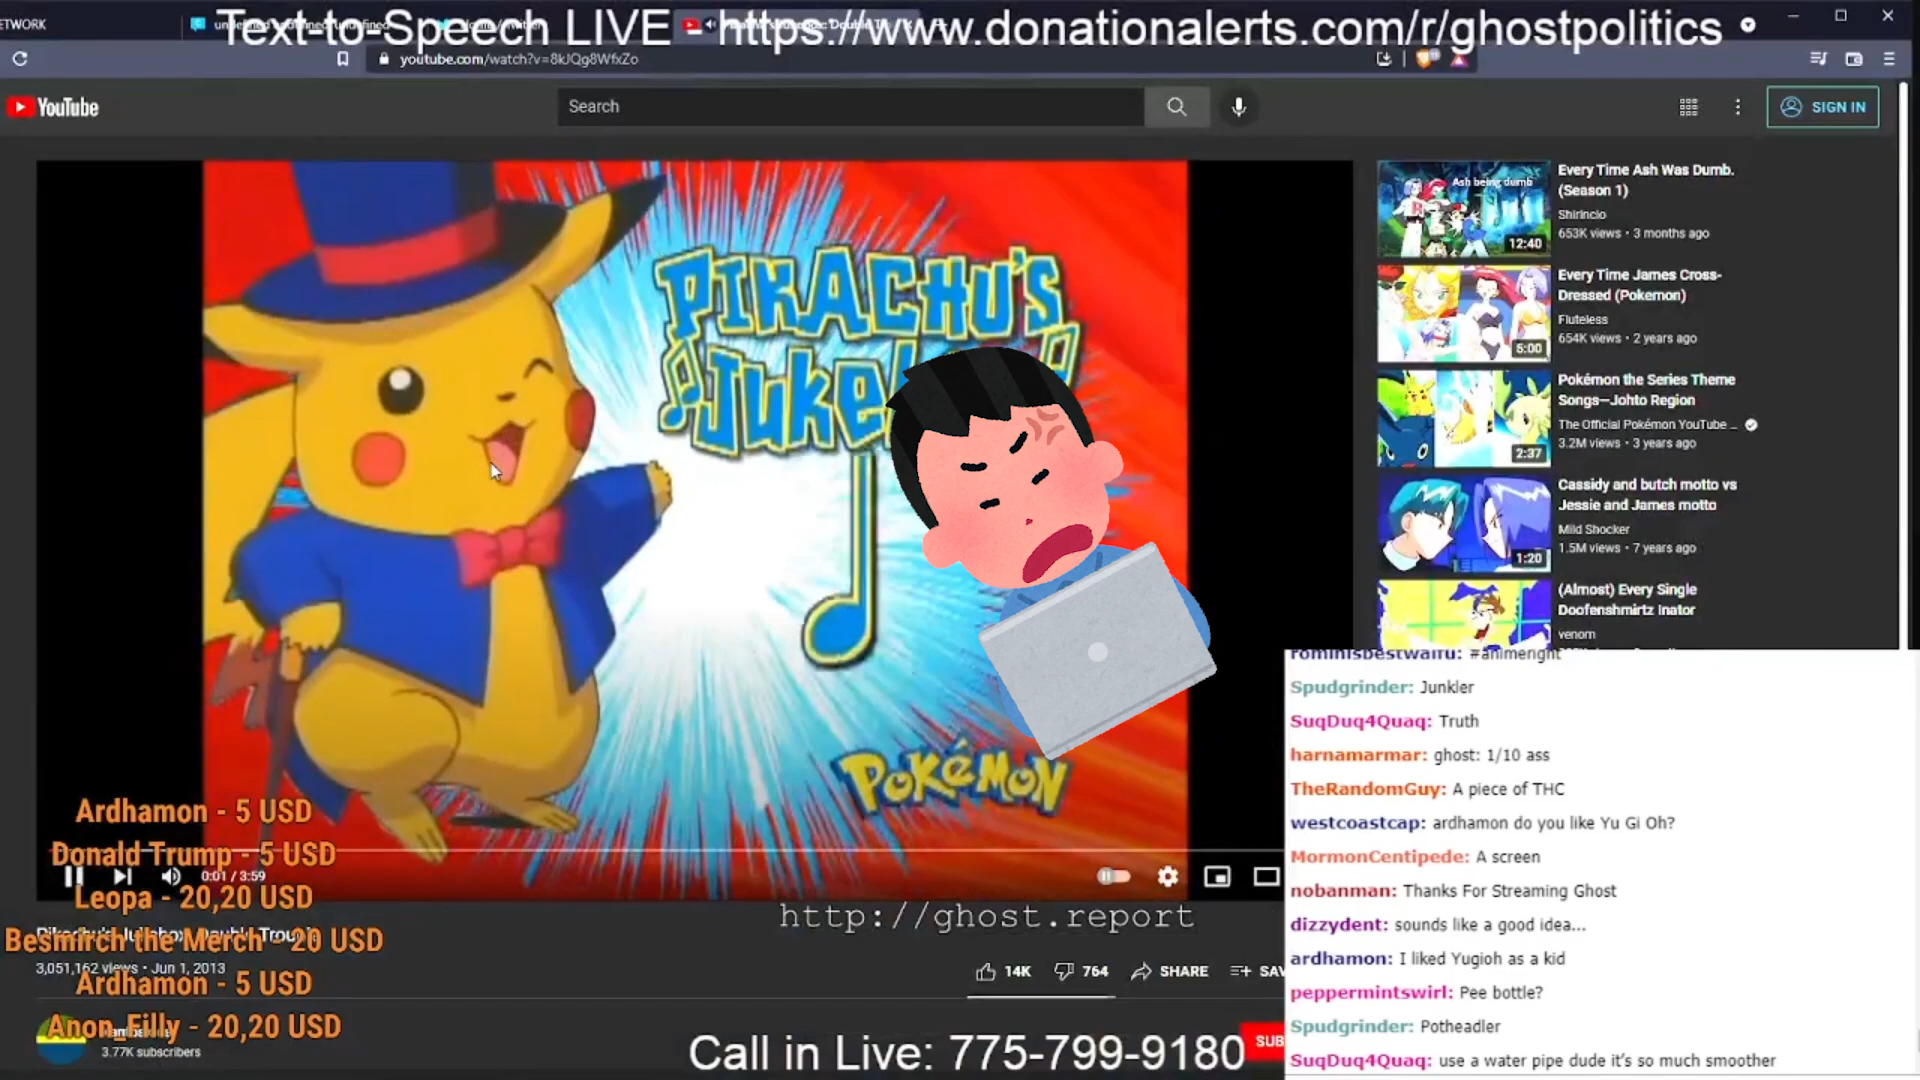 ETWORK
Text-to-Speech LIVE https://www.donationalerts.com/r/ghostpolitics
youtube.com/watch?v=8kJQg8WfxZo
YouTube
Search
SIGN IN
PIKACHU'S
Juke
POKéMON
Ash being dumb
12:40
Every Time Ash Was Dumb.
(Season 1)
Shirincio
653K views • 3 months ago
5:00
Every Time James Cross-
Dressed (Pokemon)
Fluteless
654K views • 2 years ago
2:37
Pokémon the Series Theme
Songs—Johto Region
The Official Pokémon YouTube ...
3.2M views • 3 years ago
1:20
Cassidy and butch motto vs
Jessie and James motto
Mild Shocker
1.5M views • 7 years ago
(Almost) Every Single
Doofenshmirtz Inator
venom
Ardhamon - 5 USD
Donald Trump - 5 USD
0:01 / 3:59
Leopa - 20,20 USD
Besmirch the Merch - 20 USD
3,051,162 views • Jun 1, 2013
Ardhamon - 5 USD
Anon_Filly - 20,20 USD
3.77K subscribers
http://ghost.report
14K 764 SHARE SAV
SUB
Call in Live: 775-799-9180
rominisbestwaifu: #animeright
Spudgrinder: Junkler
SuqDuq4Quaq: Truth
harnamarmar: ghost: 1/10 ass
TheRandomGuy: A piece of THC
westcoastcap: ardhamon do you like Yu Gi Oh?
MormonCentipede: A screen
nobanman: Thanks For Streaming Ghost
dizzydent: sounds like a good idea...
ardhamon: I liked Yugioh as a kid
peppermintswirl: Pee bottle?
Spudgrinder: Potheadler
SuqDuq4Quaq: use a water pipe dude it's so much smoother